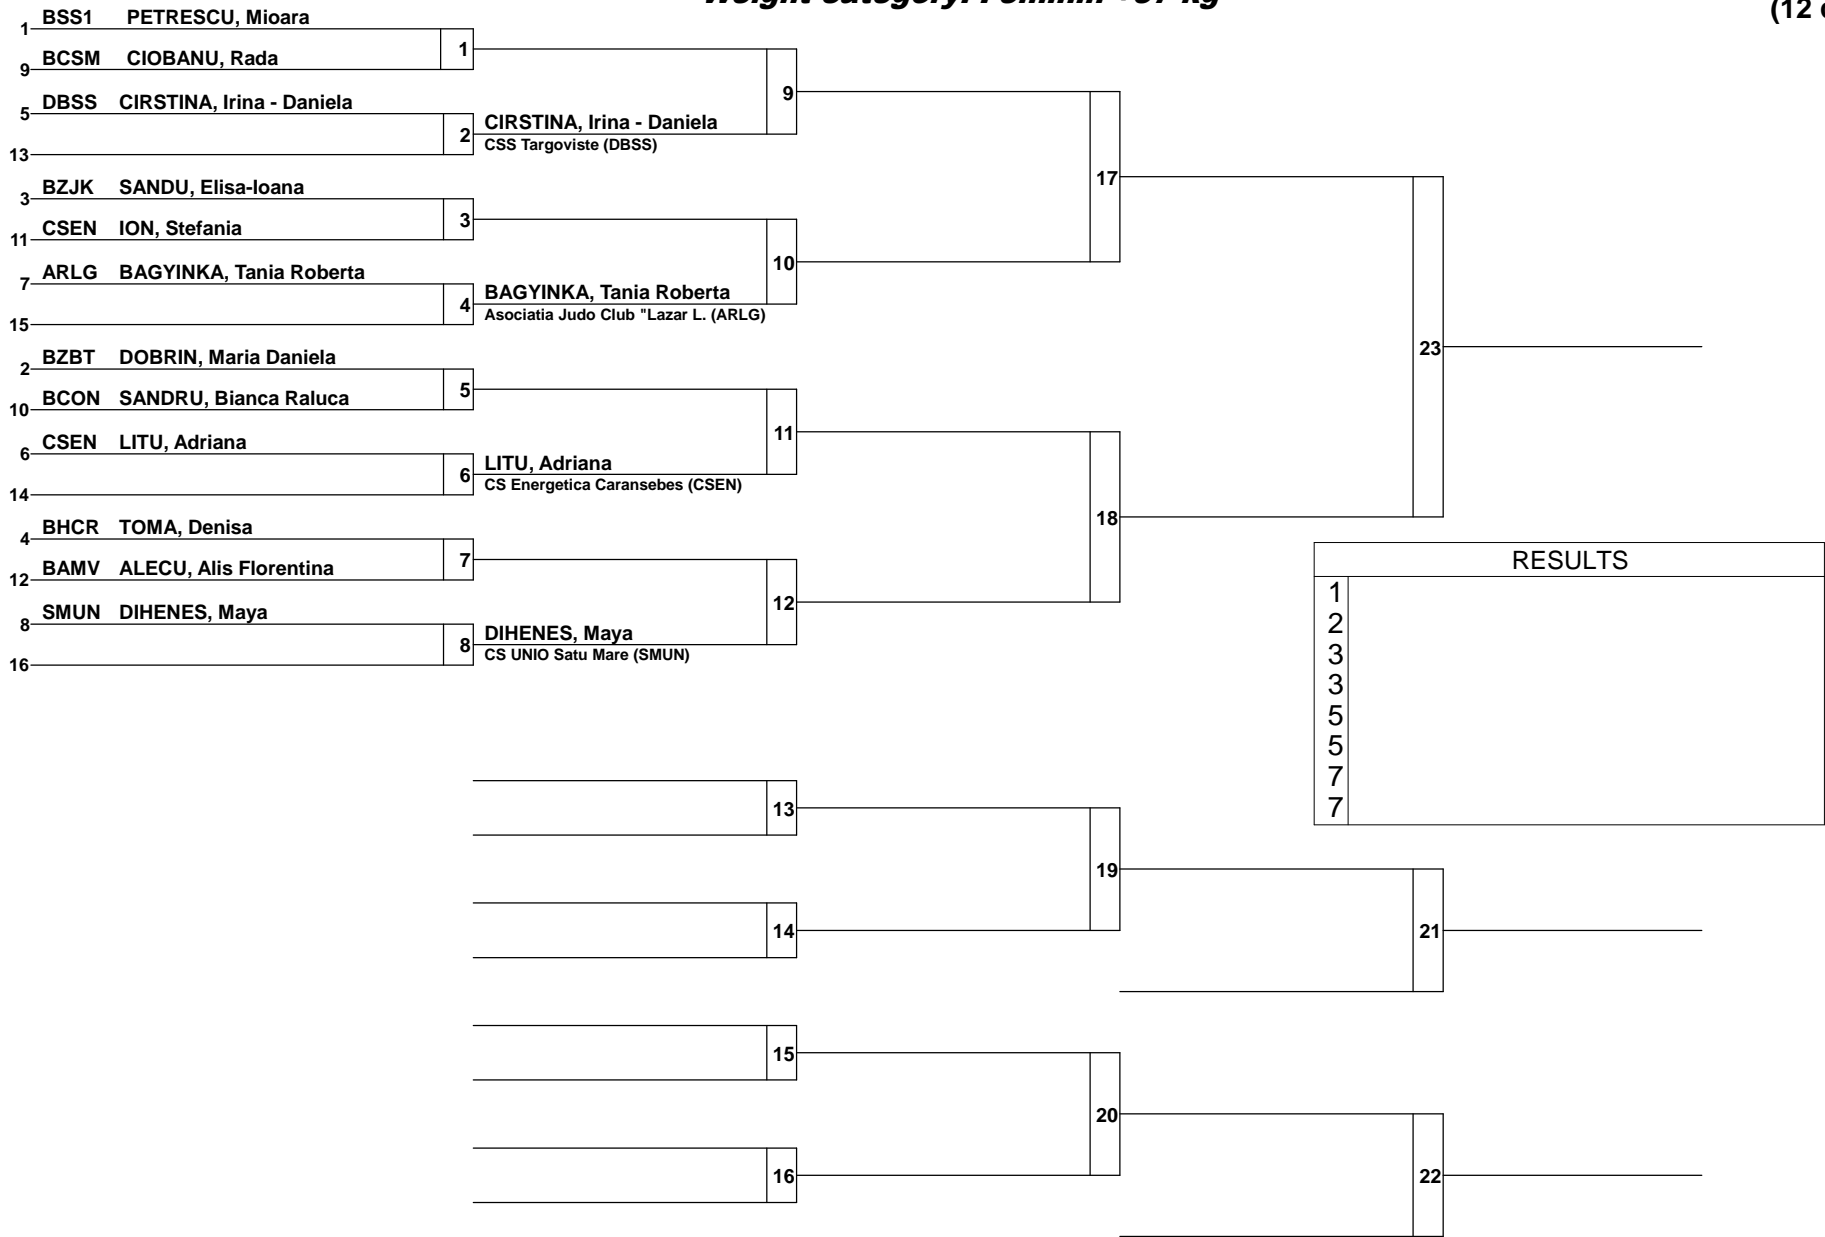 Weight category: Feminin
kg
(12
1 BSS1 PETRESCU, Mioara
9 BCSM CIOBANU, Rada
1
5 DBSS CIRSTINA, Irina - Daniela
13
2
CIRSTINA, Irina - Daniela
CSS Targoviste (DBSS)
9
3 BZJK SANDU, Elisa-Ioana
11 CSEN ION, Stefania
3
7 ARLG BAGYINKA, Tania Roberta
15
4
BAGYINKA, Tania Roberta
Asociatia Judo Club "Lazar L. (ARLG)
10
17
2 BZBT DOBRIN, Maria Daniela
10 BCON SANDRU, Bianca Raluca
5
6 CSEN LITU, Adriana
14
6
LITU, Adriana
CS Energetica Caransebes (CSEN)
11
4 BHCR TOMA, Denisa
12 BAMV ALECU, Alis Florentina
7
8 SMUN DIHENES, Maya
16
8
DIHENES, Maya
CS UNIO Satu Mare (SMUN)
12
18
23
RESULTS
1
2
3
3
5
5
7
7
13
14
19
21
15
16
20
22